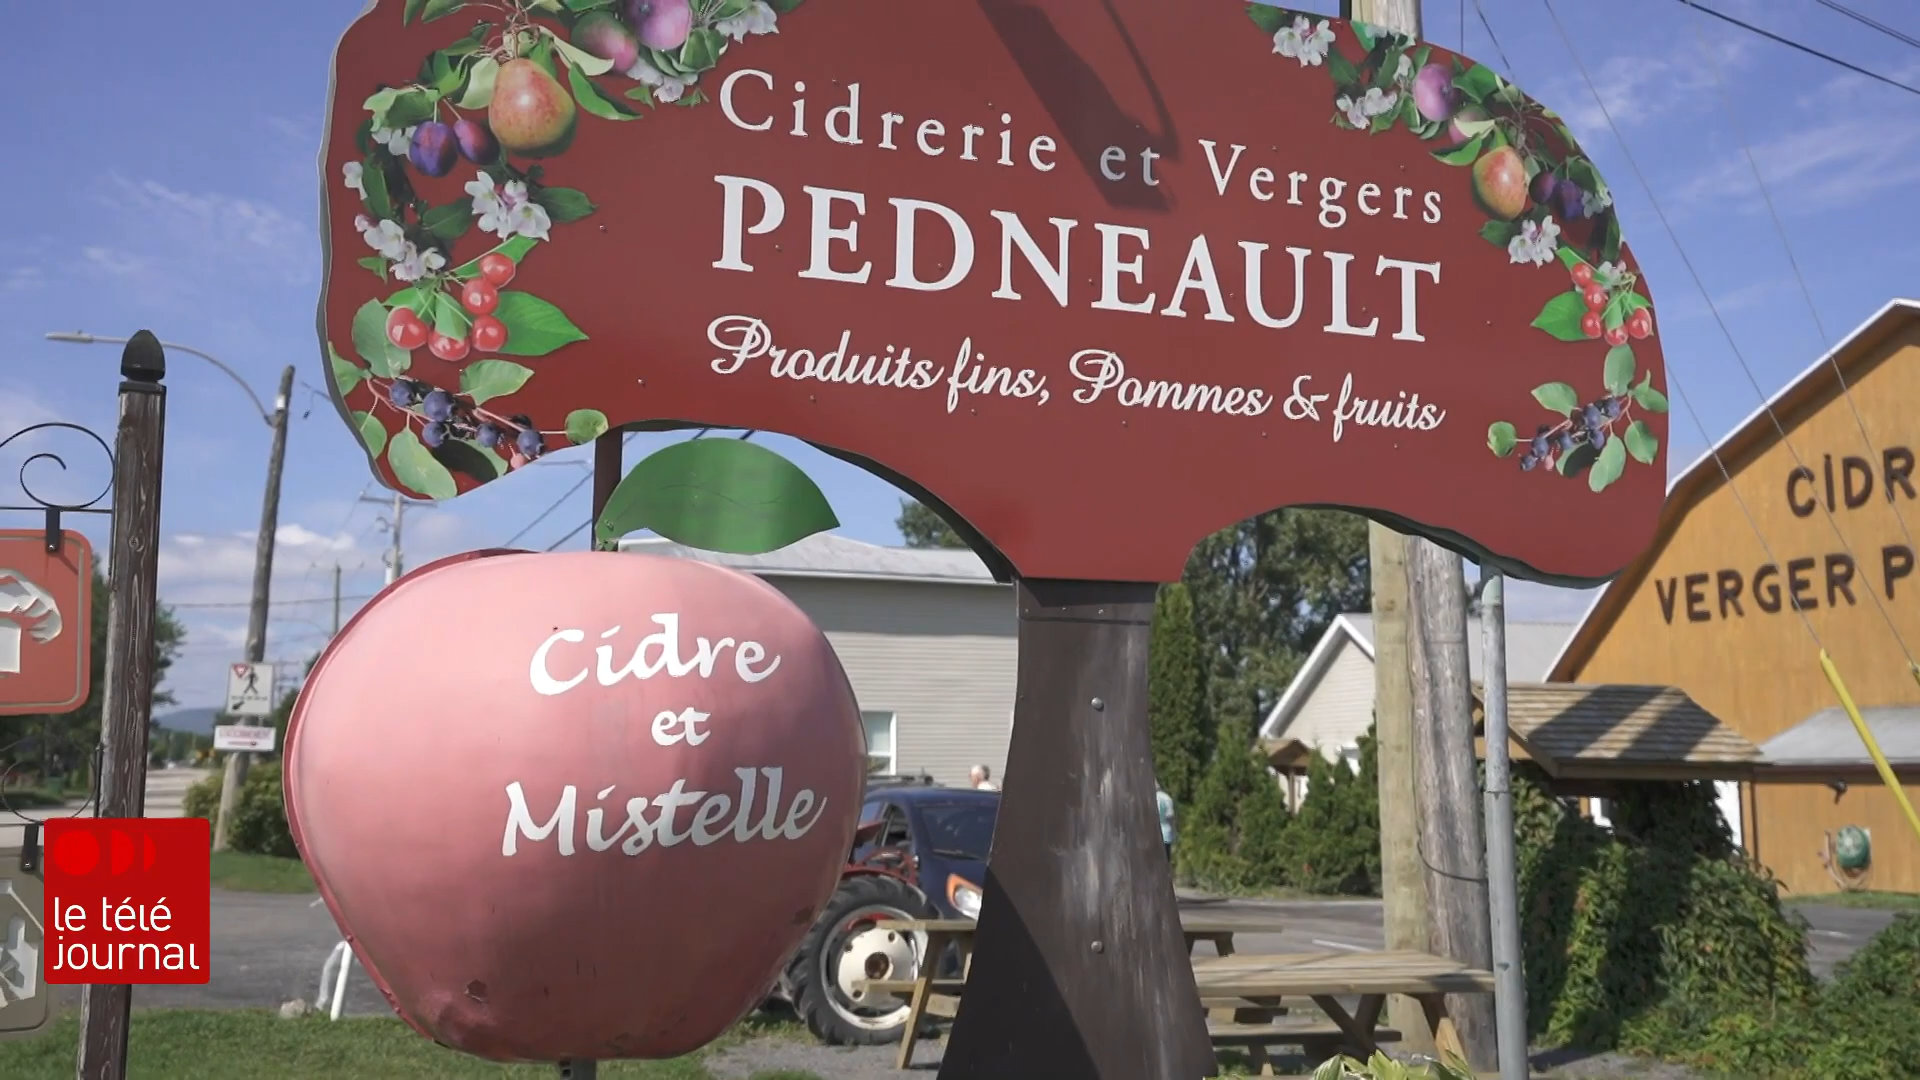 Cidrerie et Vergers
PEDNEAULT
Produits fins, Pommes & fruits
Cidre
et
Mistelle
CIDR
VERGER P
le télé
journal